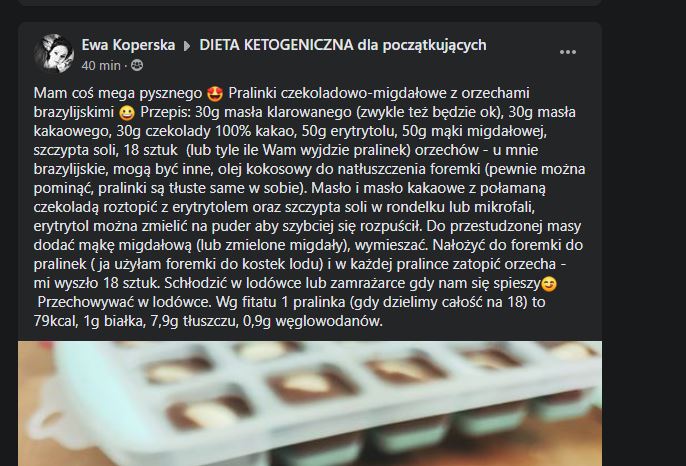 Ewa Koperska ▸ DIETA KETOGENICZNA dla początkujących
40 min ·
Mam coś mega pysznego 🤩 Pralinki czekoladowo-migdałowe z orzechami
brazylijskimi 😀 Przepis: 30g masła klarowanego (zwykle też będzie ok), 30g masła
kakaowego, 30g czekolady 100% kakao, 50g erytrytolu, 50g mąki migdałowej,
szczypta soli, 18 sztuk (lub tyle ile Wam wyjdzie pralinek) orzechów - u mnie
brazylijskie, mogą być inne, olej kokosowy do natłuszczenia foremki (pewnie można
pominąć, pralinki są tłuste same w sobie). Masło i masło kakaowe z połamaną
czekoladą roztopić z erytrytolem oraz szczypta soli w rondelku lub mikrofali,
erytrytol można zmielić na puder aby szybciej się rozpuścił. Do przestudzonej masy
dodać mąkę migdałową (lub zmielone migdały), wymieszać. Nałożyć do foremki do
pralinek ( ja użyłam foremki do kostek lodu) i w każdej pralince zatopić orzecha -
mi wyszło 18 sztuk. Schłodzić w lodówce lub zamrażarce gdy nam się spieszy😊
Przechowywać w lodówce. Wg fitatu 1 pralinka (gdy dzielimy całość na 18) to
79kcal, 1g białka, 7,9g tłuszczu, 0,9g węglowodanów.